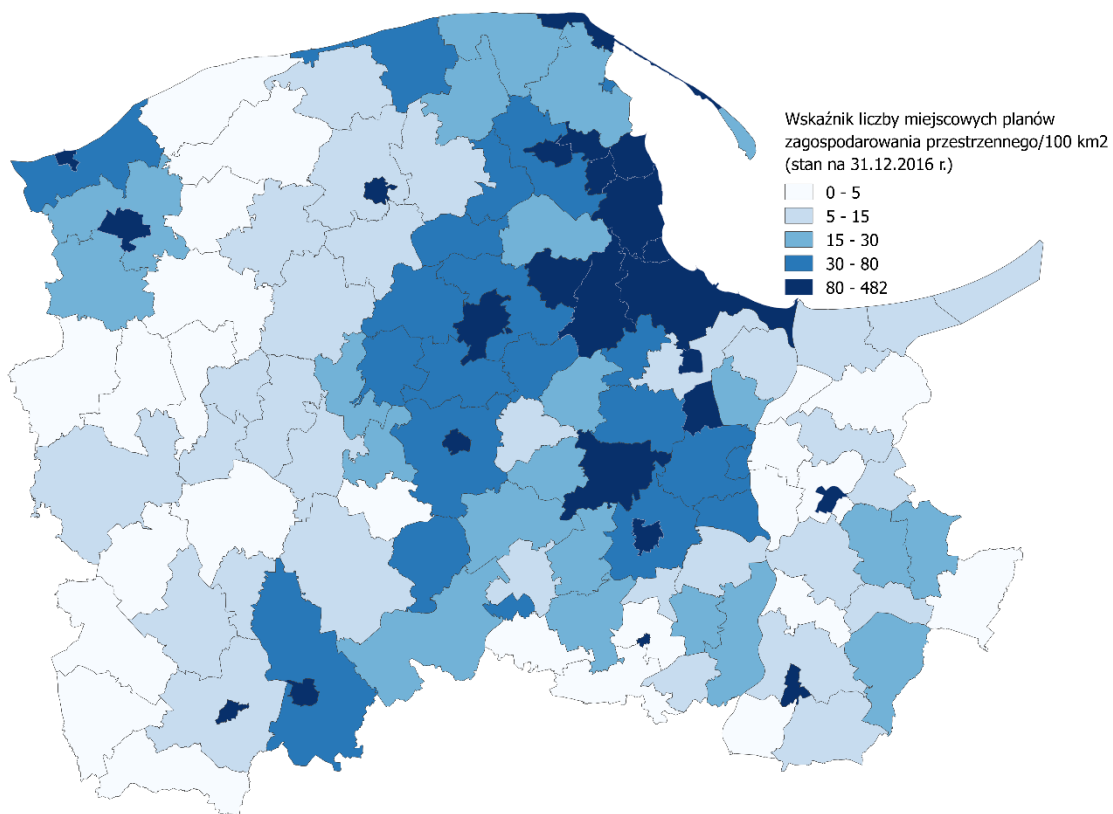 Wskaźnik liczby miejscowych planów
zagospodarowania przestrzennego/100 km2
(stan na 31.12.2016 r.)
0 - 5
5 - 15
15 - 30
30 - 80
80 - 482